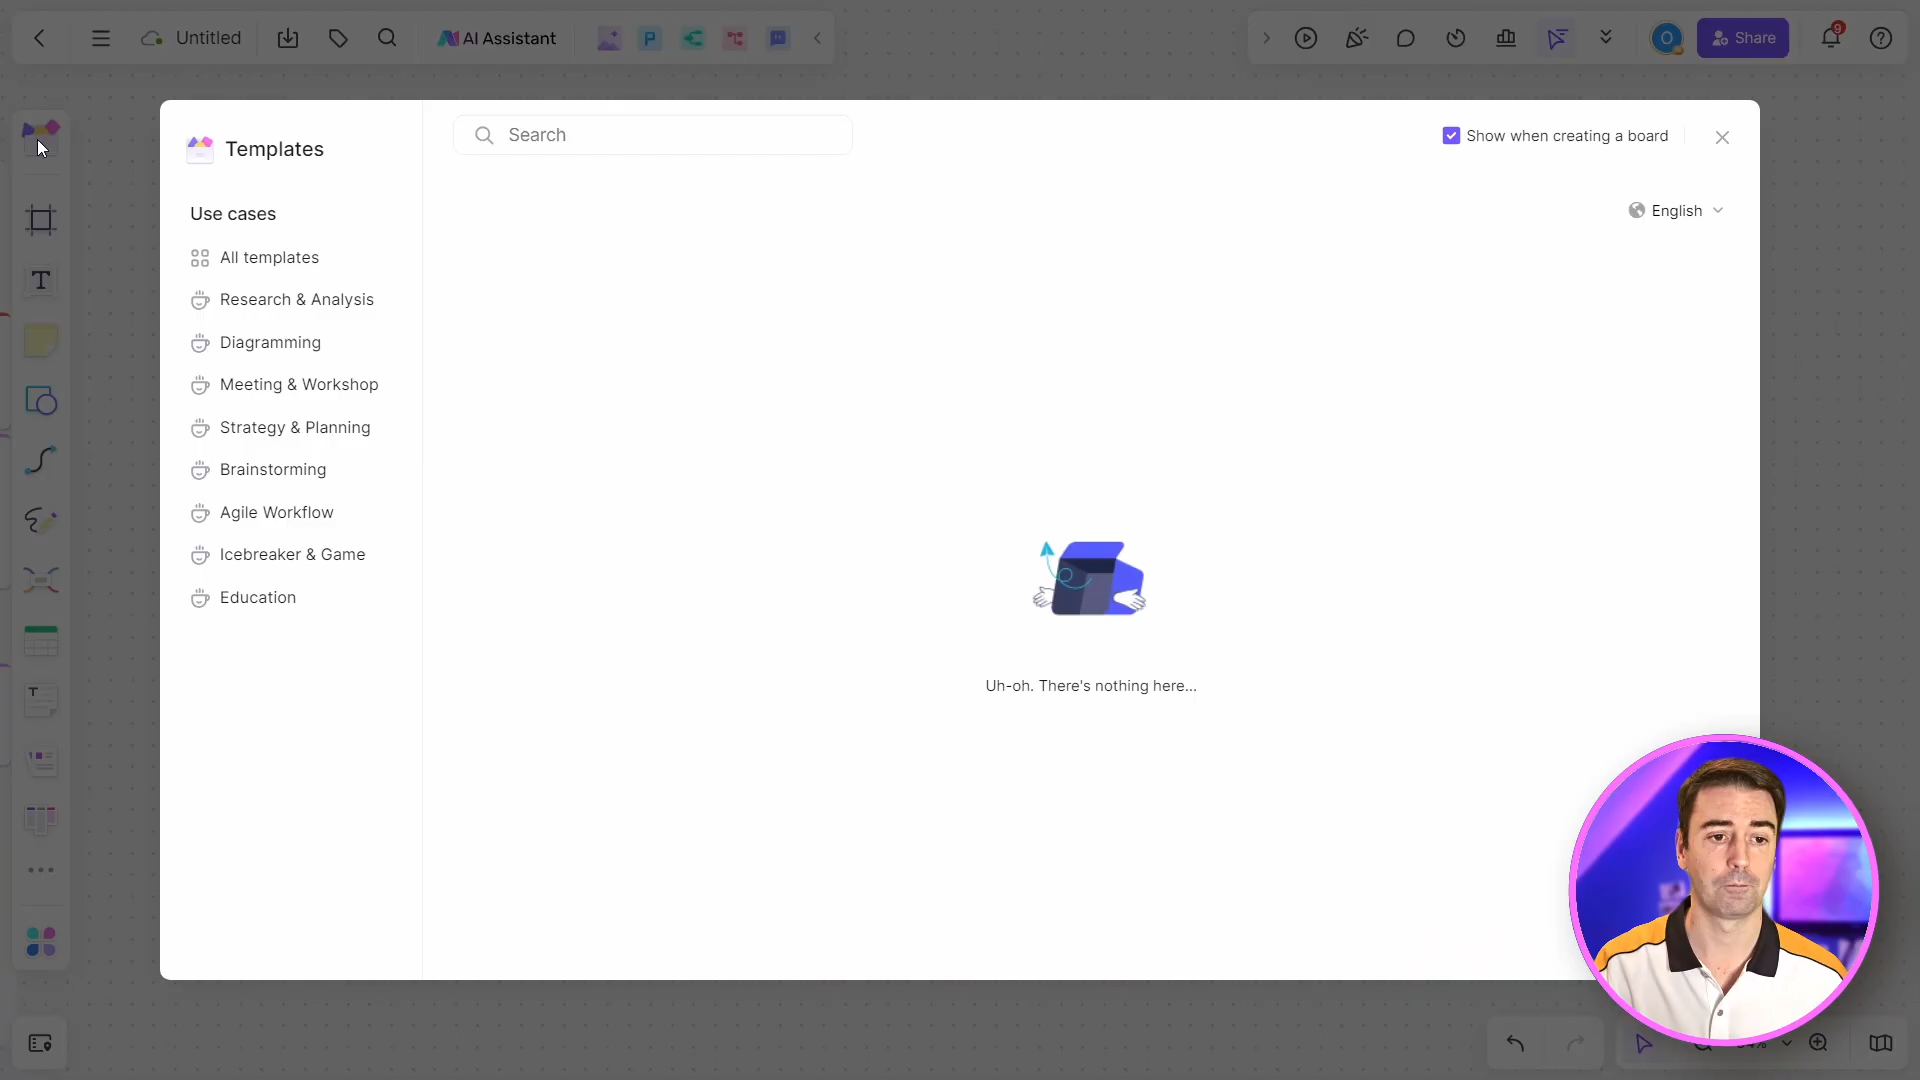 Untitled
AI Assistant
Share
9
Templates
Search
Show when creating a board
English
Use cases
All templates
Research & Analysis
Diagramming
Meeting & Workshop
Strategy & Planning
Brainstorming
Agile Workflow
Icebreaker & Game
Education
Uh-oh. There's nothing here...